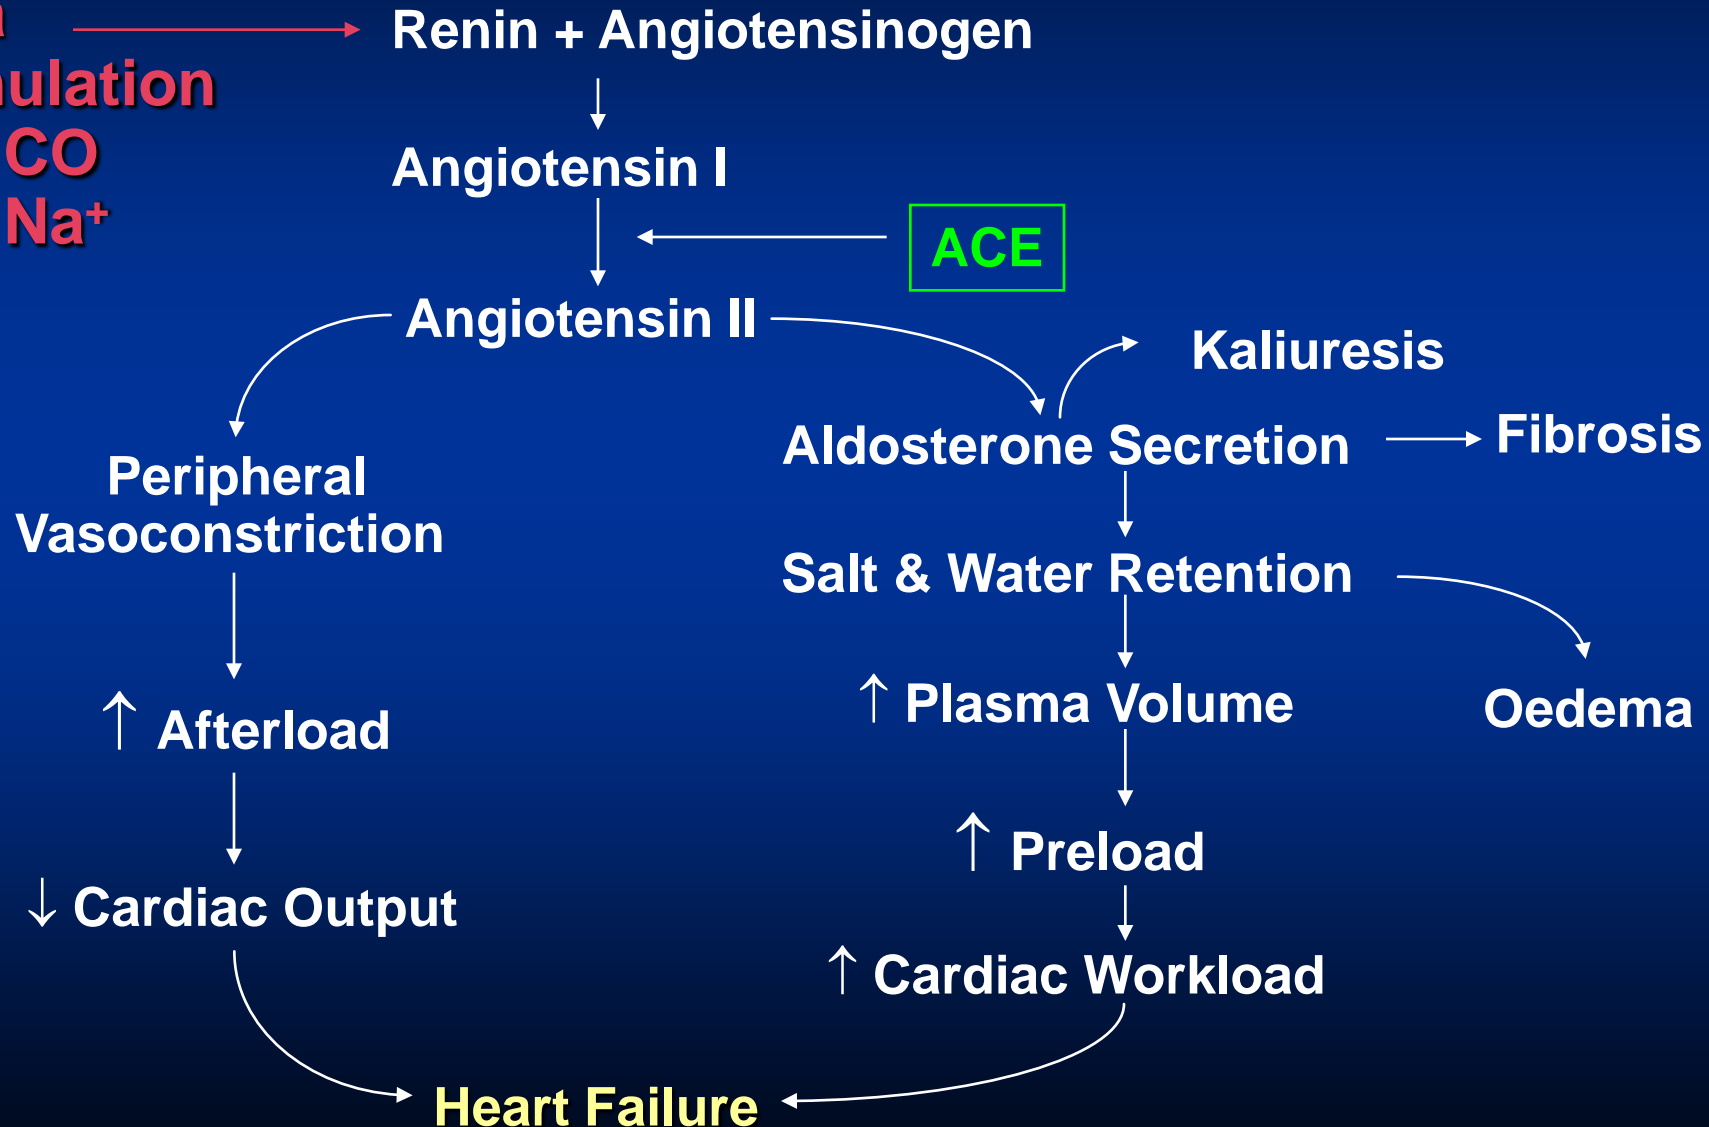 Renin + Angiotensinogen
CO
Na⁺
Angiotensin I
ACE
Angiotensin II
Kaliuresis
Aldosterone Secretion
Fibrosis
Peripheral
Vasoconstriction
Salt & Water Retention
↑ Plasma Volume
Oedema
↑ Afterload
↑ Preload
↓ Cardiac Output
↑ Cardiac Workload
Heart Failure